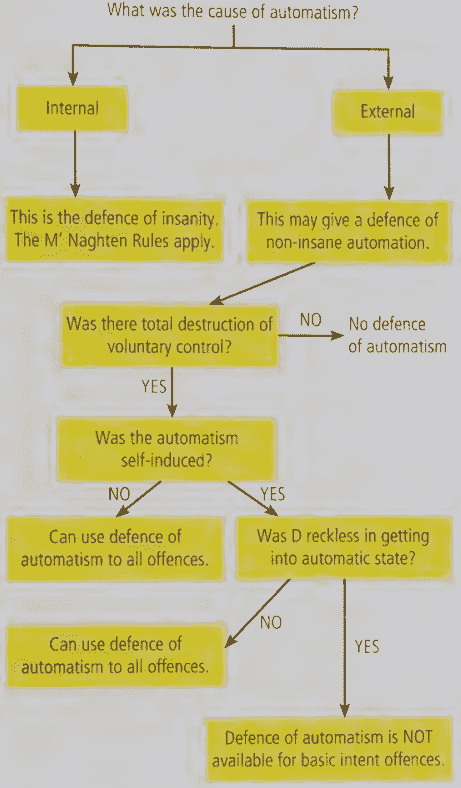 What was the cause of automatism?
Internal
External
This is the defence of insanity.
The M' Naghten Rules apply.
This may give a defence of
non-insane automation.
Was there total destruction of
voluntary control?
NO
No defence
of automatism
YES
Was the automatism
self-induced?
NO
YES
Can use defence of
automatism to all offences.
Was D reckless in getting
into automatic state?
NO
YES
Can use defence of
automatism to all offences.
Defence of automatism is NOT
available for basic intent offences.